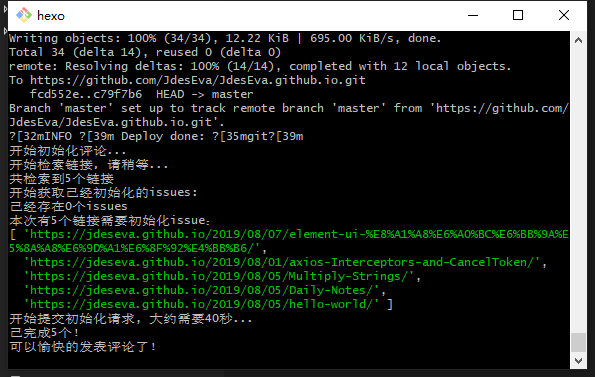 hexo
Writing objects: 100% (34/34), 12.22 KiB | 695.00 KiB/s, done.
Total 34 (delta 14), reused 0 (delta 0)
remote: Resolving deltas: 100% (14/14), completed with 12 local objects.
To https://github.com/JdesEva/JdesEva.github.io.git
   fcd552e..c79f7b6  HEAD -> master
Branch 'master' set up to track remote branch 'master' from 'https://github.com/
JdesEva/JdesEva.github.io.git'.
?[32mINFO ?[39m Deploy done: ?[35mgit?[39m
开始初始化评论...
开始检索链接, 请稍等...
共检索到5个链接
开始获取已经初始化的issues:
已经存在0个issues
本次有5个链接需要初始化issue:
[ 'https://jdeseva.github.io/2019/08/07/element-ui-%E8%A1%A8%E6%A0%BC%E6%BB%9A%E
5%8A%A8%E6%9D%A1%E6%8F%92%E4%BB%B6/',
  'https://jdeseva.github.io/2019/08/01/axios-Interceptors-and-CancelToken/',
  'https://jdeseva.github.io/2019/08/05/Multiply-Strings/',
  'https://jdeseva.github.io/2019/08/05/Daily-Notes/',
  'https://jdeseva.github.io/2019/08/05/hello-world/' ]
开始提交初始化请求, 大约需要40秒...
已完成5个!
可以愉快的发表评论了!